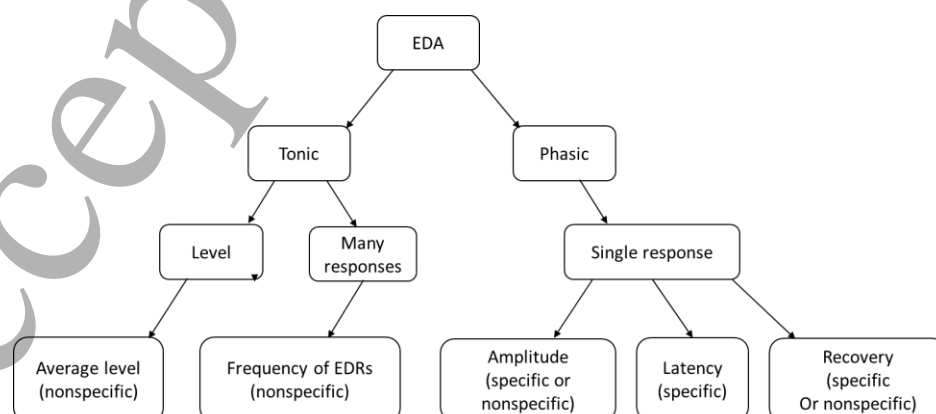 EDA
Tonic
Phasic
Level
Many
responses
Single response
Average level
(nonspecific)
Frequency of EDRs
(nonspecific)
Amplitude
(specific or
nonspecific)
Latency
(specific)
Recovery
(specific
Or nonspecific)
ccep